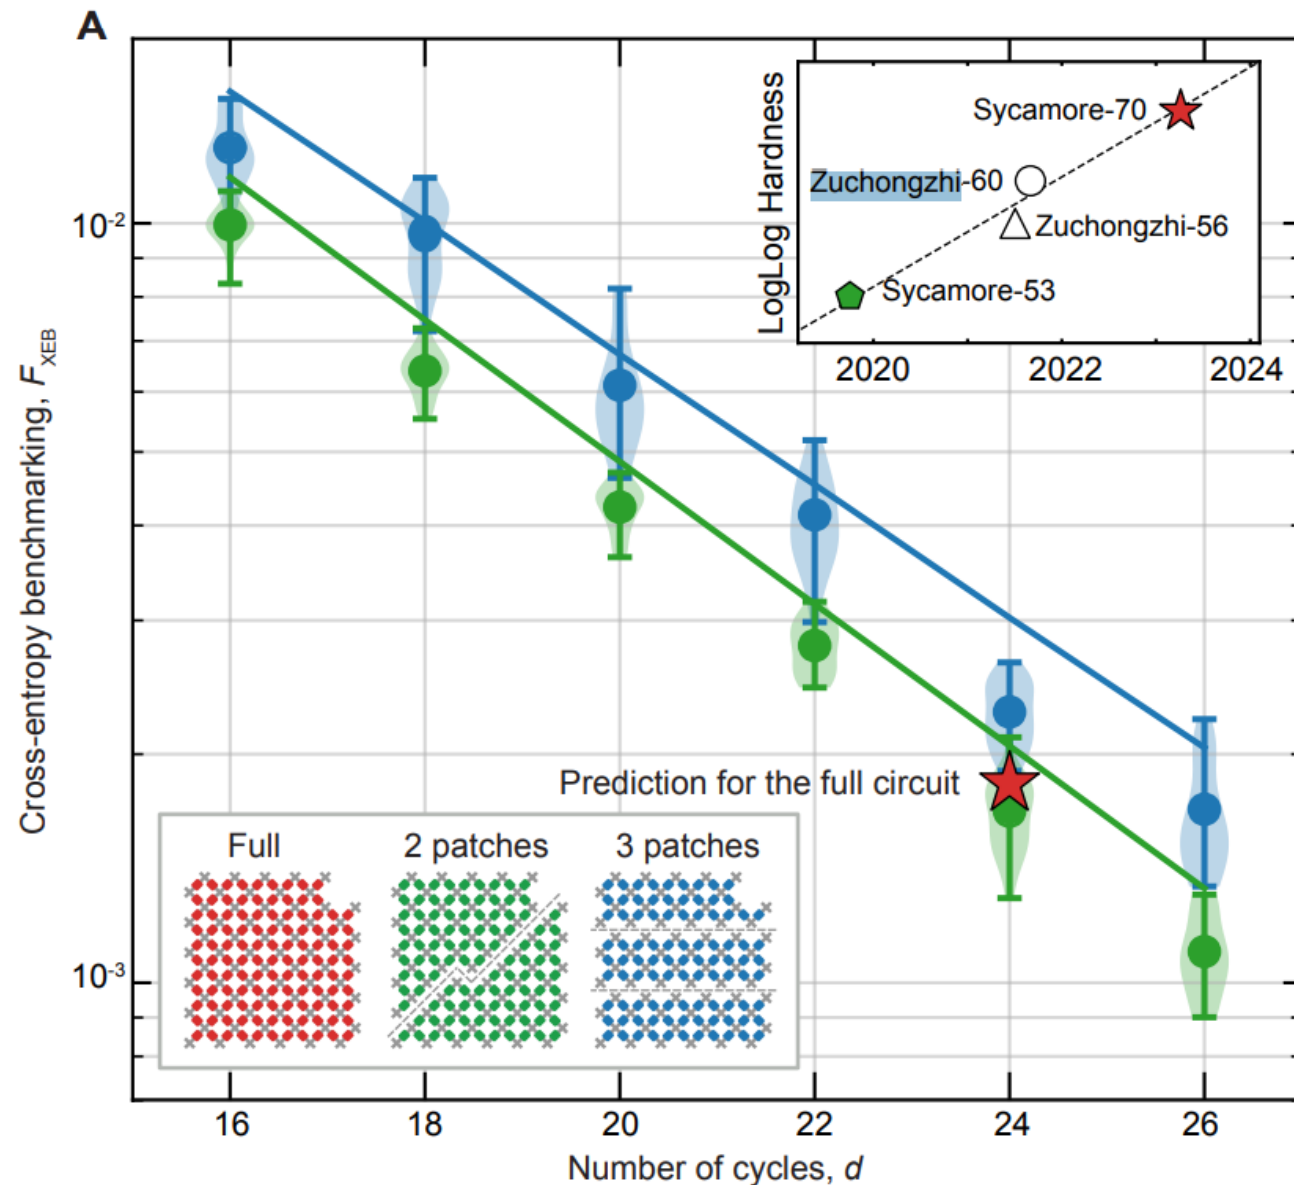 A
Cross-entropy benchmarking, F_XEB
10⁻²
10⁻³
LogLog Hardness
Sycamore-70
Zuchongzhi-60
Zuchongzhi-56
Sycamore-53
2020 2022 2024
Prediction for the full circuit
Full 2 patches 3 patches
16 18 20 22 24 26
Number of cycles, d